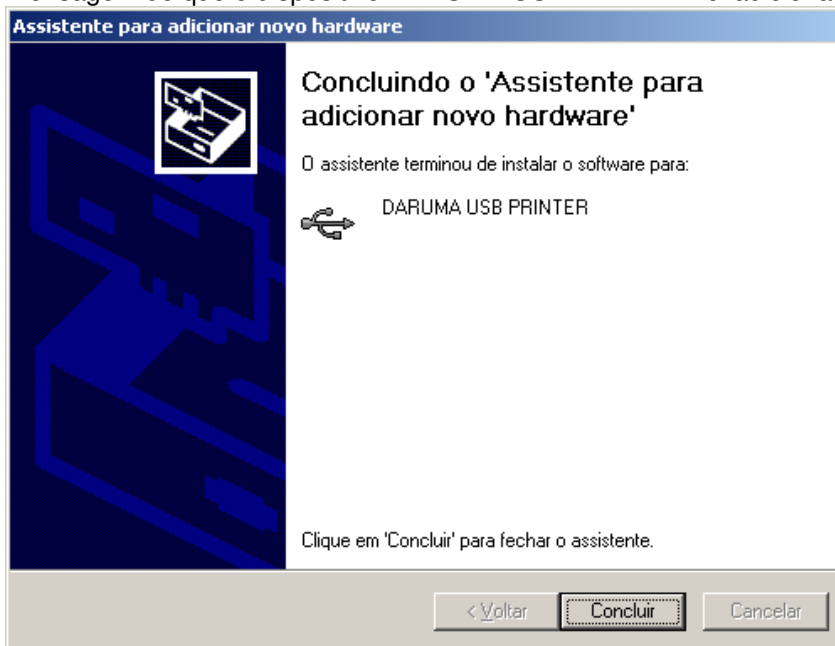 Assistente para adicionar novo hardware
Concluindo o 'Assistente para
adicionar novo hardware'
O assistente terminou de instalar o software para:
DARUMA USB PRINTER
Clique em 'Concluir' para fechar o assistente.
< Voltar
Concluir
Cancelar